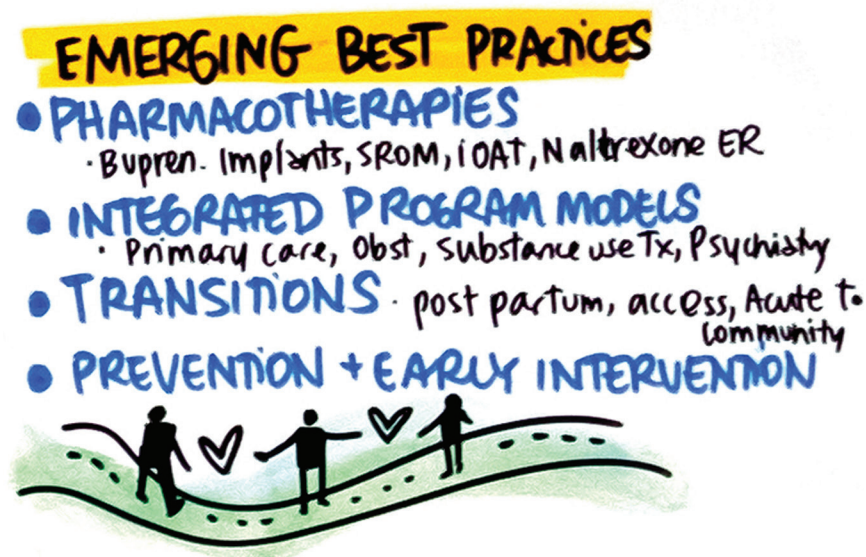 EMERGING BEST PRACTICES
• PHARMACOTHERAPIES
· Bupren. Implants, SROM, iOAT, Naltrexone ER
• INTEGRATED PROGRAM MODELS
· Primary care, Obst, Substance use Tx, Psychiatry
• TRANSITIONS · post partum, access, Acute to
community
• PREVENTION + EARLY INTERVENTION